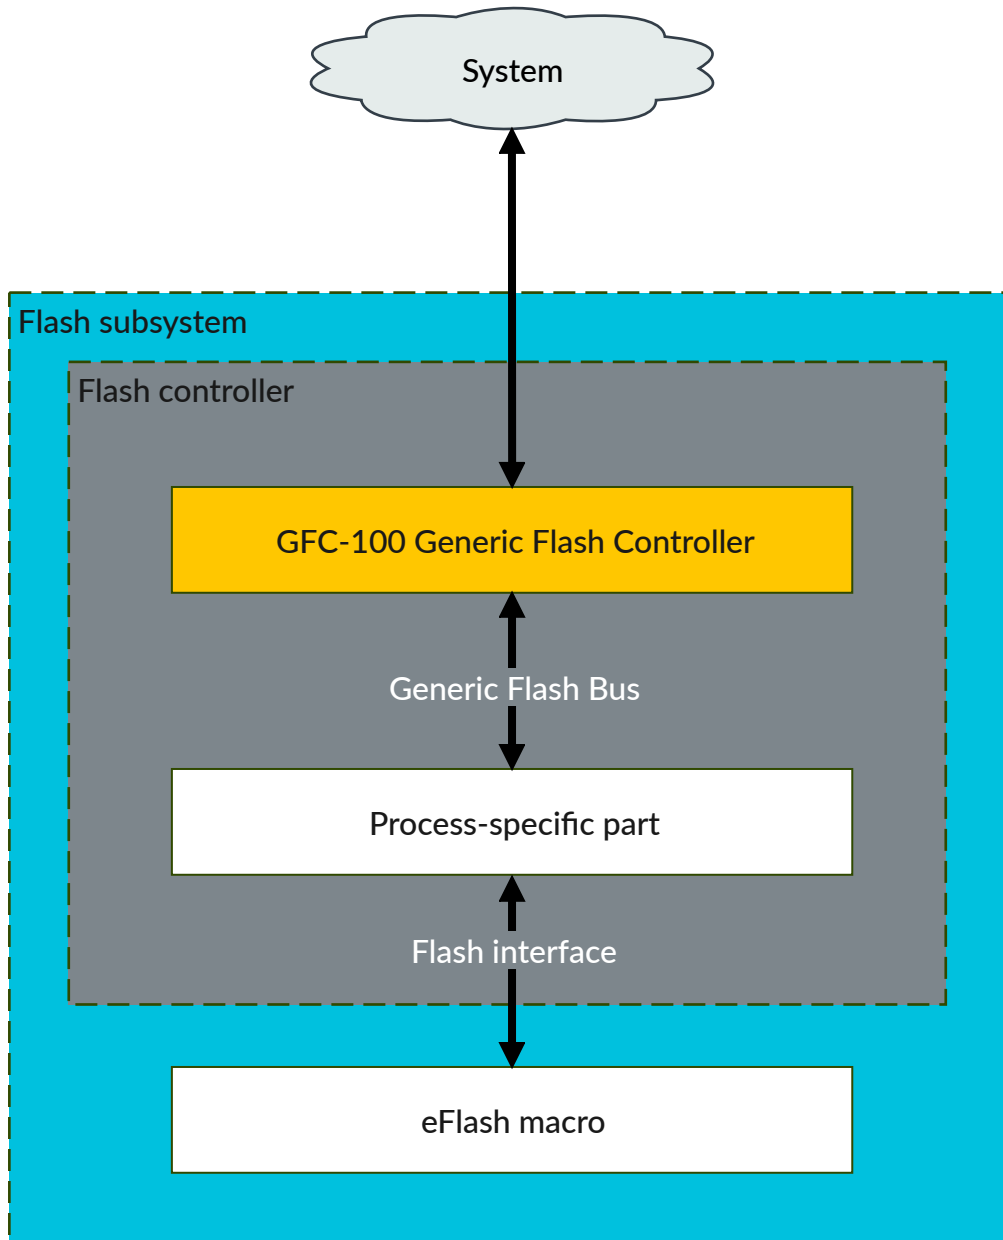 System
Flash subsystem
Flash controller
GFC-100 Generic Flash Controller
Generic Flash Bus
Process-specific part
Flash interface
eFlash macro